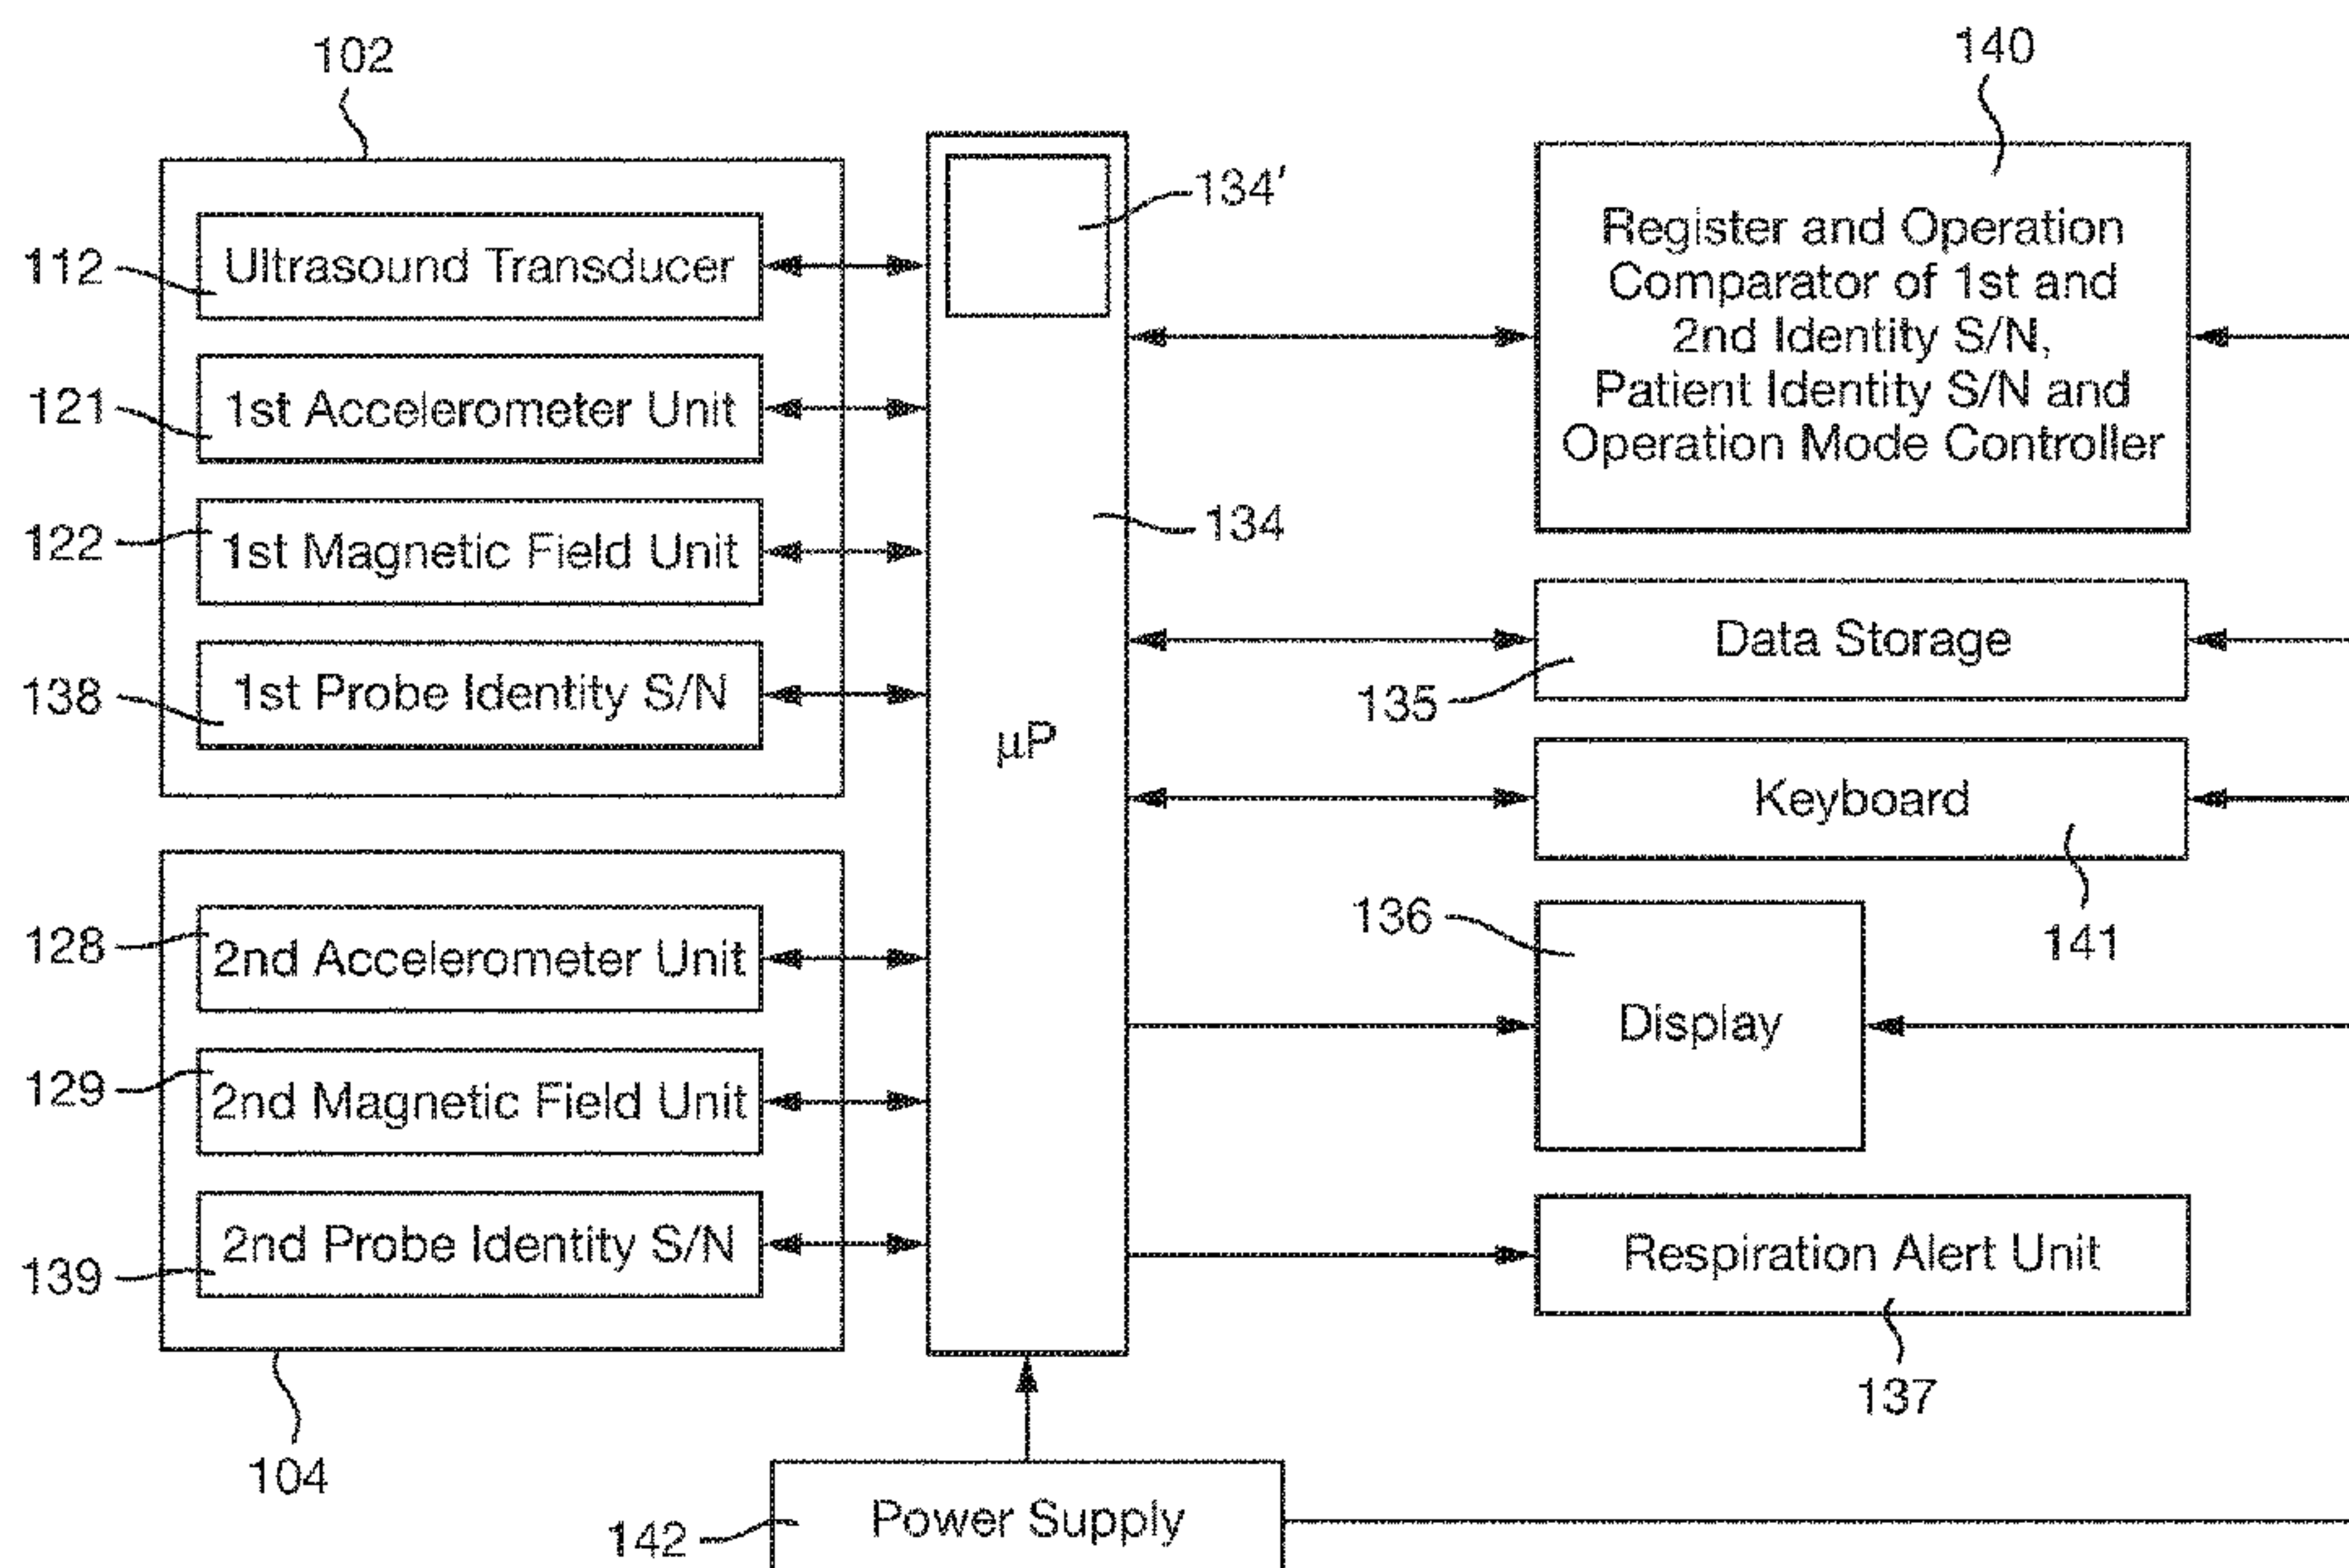 102
140
134'
112
Ultrasound Transducer
Register and Operation
Comparator of 1st and
2nd Identity S/N,
Patient Identity S/N and
Operation Mode Controller
121
1st Accelerometer Unit
122
1st Magnetic Field Unit
134
138
1st Probe Identity S/N
Data Storage
135
µP
Keyboard
141
128
2nd Accelerometer Unit
136
Display
129
2nd Magnetic Field Unit
139
2nd Probe Identity S/N
Respiration Alert Unit
137
104
142
Power Supply